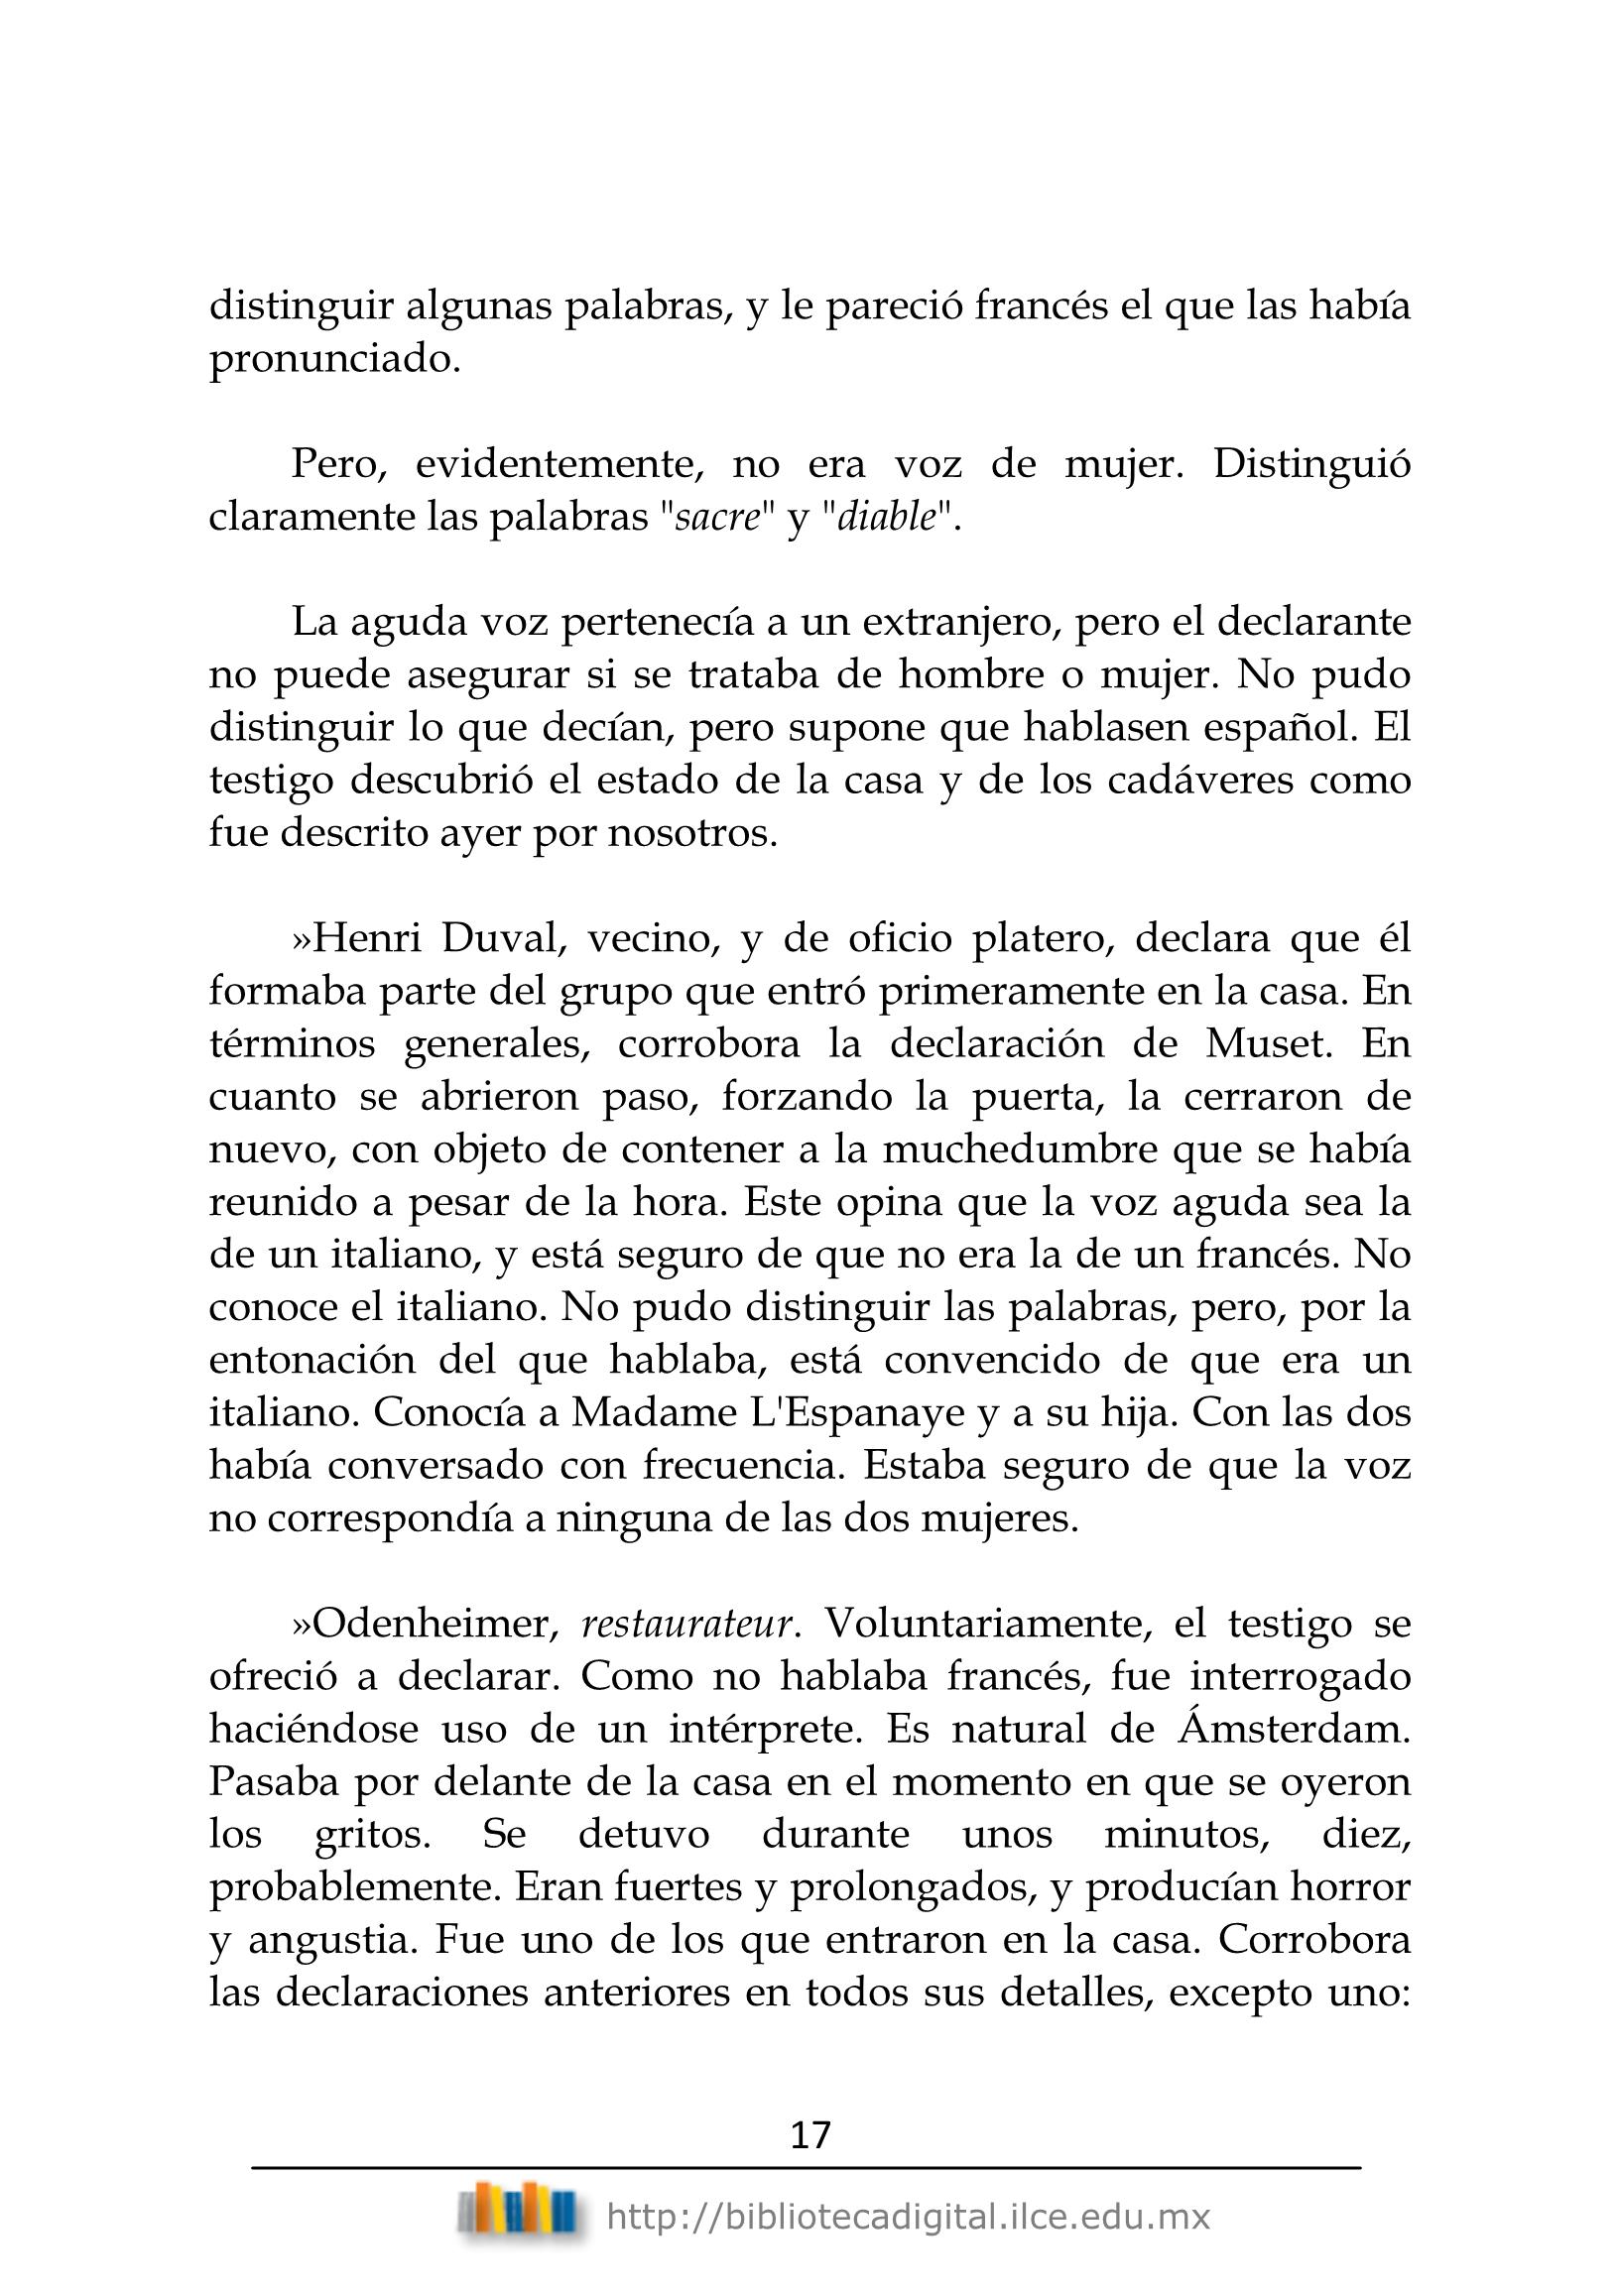 distinguir algunas palabras, y le pareció francés el que las había
pronunciado.
Pero, evidentemente, no era voz de mujer. Distinguió
claramente las palabras "sacre" y "diable".
La aguda voz pertenecía a un extranjero, pero el declarante
no puede asegurar si se trataba de hombre o mujer. No pudo
distinguir lo que decían, pero supone que hablasen español. El
testigo descubrió el estado de la casa y de los cadáveres como
fue descrito ayer por nosotros.
»Henri Duval, vecino, y de oficio platero, declara que él
formaba parte del grupo que entró primeramente en la casa. En
términos generales, corrobora la declaración de Muset. En
cuanto se abrieron paso, forzando la puerta, la cerraron de
nuevo, con objeto de contener a la muchedumbre que se había
reunido a pesar de la hora. Este opina que la voz aguda sea la
de un italiano, y está seguro de que no era la de un francés. No
conoce el italiano. No pudo distinguir las palabras, pero, por la
entonación del que hablaba, está convencido de que era un
italiano. Conocía a Madame L'Espanaye y a su hija. Con las dos
había conversado con frecuencia. Estaba seguro de que la voz
no correspondía a ninguna de las dos mujeres.
»Odenheimer, restaurateur. Voluntariamente, el testigo se
ofreció a declarar. Como no hablaba francés, fue interrogado
haciéndose uso de un intérprete. Es natural de Ámsterdam.
Pasaba por delante de la casa en el momento en que se oyeron
los gritos. Se detuvo durante unos minutos, diez,
probablemente. Eran fuertes y prolongados, y producían horror
y angustia. Fue uno de los que entraron en la casa. Corrobora
las declaraciones anteriores en todos sus detalles, excepto uno:
17
http://bibliotecadigital.ilce.edu.mx